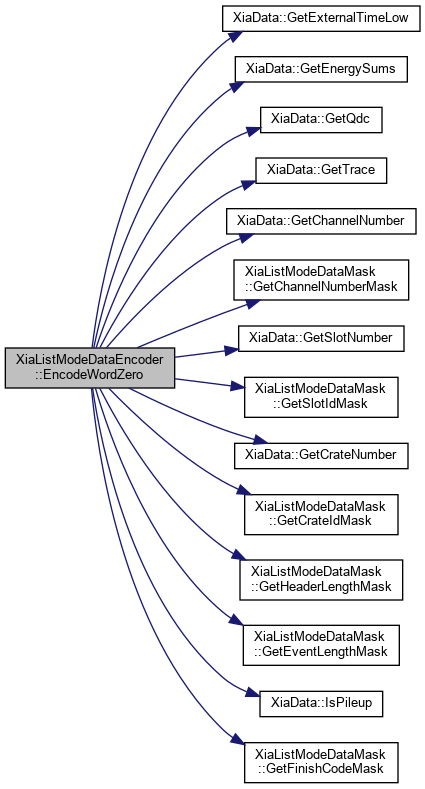 XiaData::GetExternalTimeLow
XiaData::GetEnergySums
XiaData::GetQdc
XiaData::GetTrace
XiaData::GetChannelNumber
XiaListModeDataMask
::GetChannelNumberMask
XiaData::GetSlotNumber
XiaListModeDataEncoder
::EncodeWordZero
XiaListModeDataMask
::GetSlotIdMask
XiaData::GetCrateNumber
XiaListModeDataMask
::GetCrateIdMask
XiaListModeDataMask
::GetHeaderLengthMask
XiaListModeDataMask
::GetEventLengthMask
XiaData::IsPileup
XiaListModeDataMask
::GetFinishCodeMask